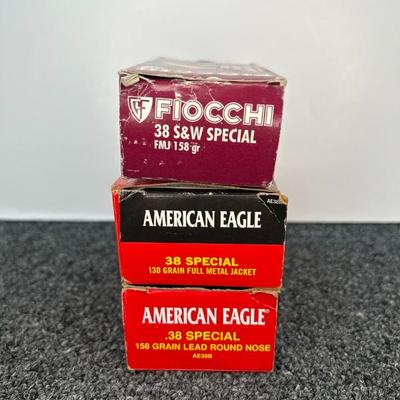 FIOCCHI
38 S&W SPECIAL
FMJ 158 gr
AMERICAN EAGLE
38 SPECIAL
130 GRAIN FULL METAL JACKET
AMERICAN EAGLE®
.38 SPECIAL
158 GRAIN LEAD ROUND NOSE
AE38B